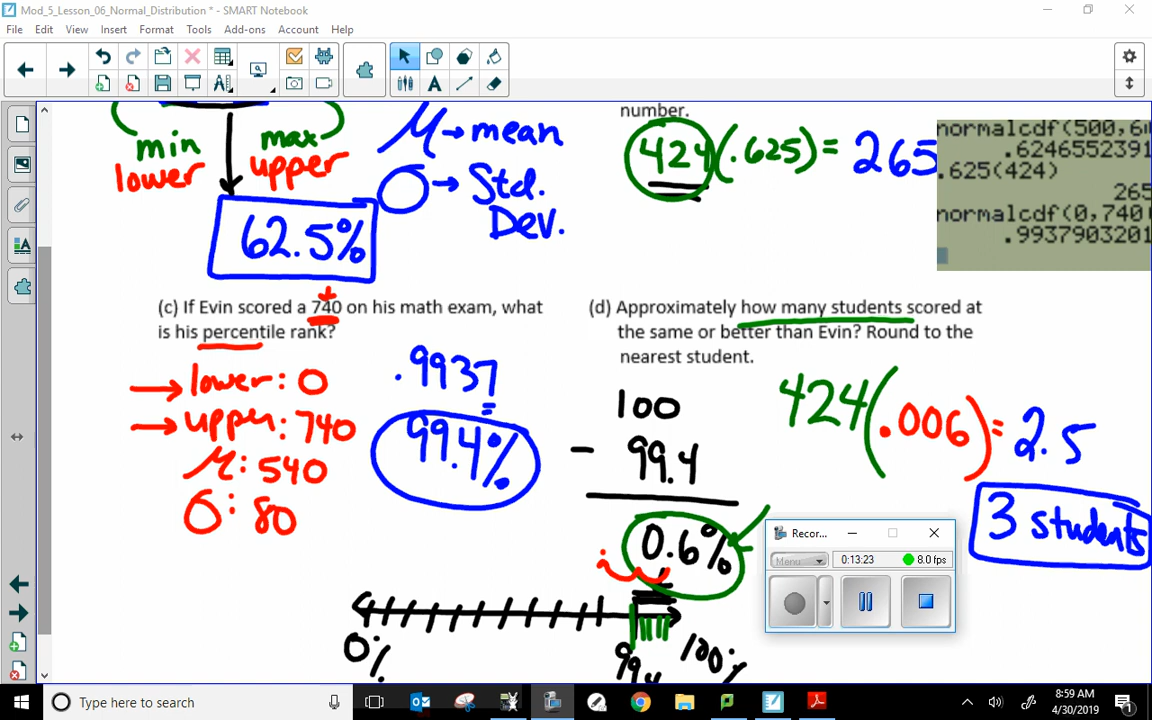 Mod_5_Lesson_06_Normal_Distribution * - SMART Notebook
File Edit View Insert Format Tools Add-ons Account Help
min max
lower upper
μ → mean
σ → Std.
Dev.
62.5%
number.
424(.625) = 265
normalcdf(500,6
.6246552391
.625(424)
265
normalcdf(0,740
.9937903201
(c) If Evin scored a 740 on his math exam, what
is his percentile rank?
→ lower: 0
→ upper: 740
μ: 540
σ: 80
.9937
99.4%
(d) Approximately how many students scored at
the same or better than Evin? Round to the
nearest student.
100
- 99.4
0.6%
424(.006) = 2.5
3 students
0%
99.4
100%
Recor...
Menu
0:13:23
8.0 fps
Type here to search
8:59 AM
4/30/2019
1